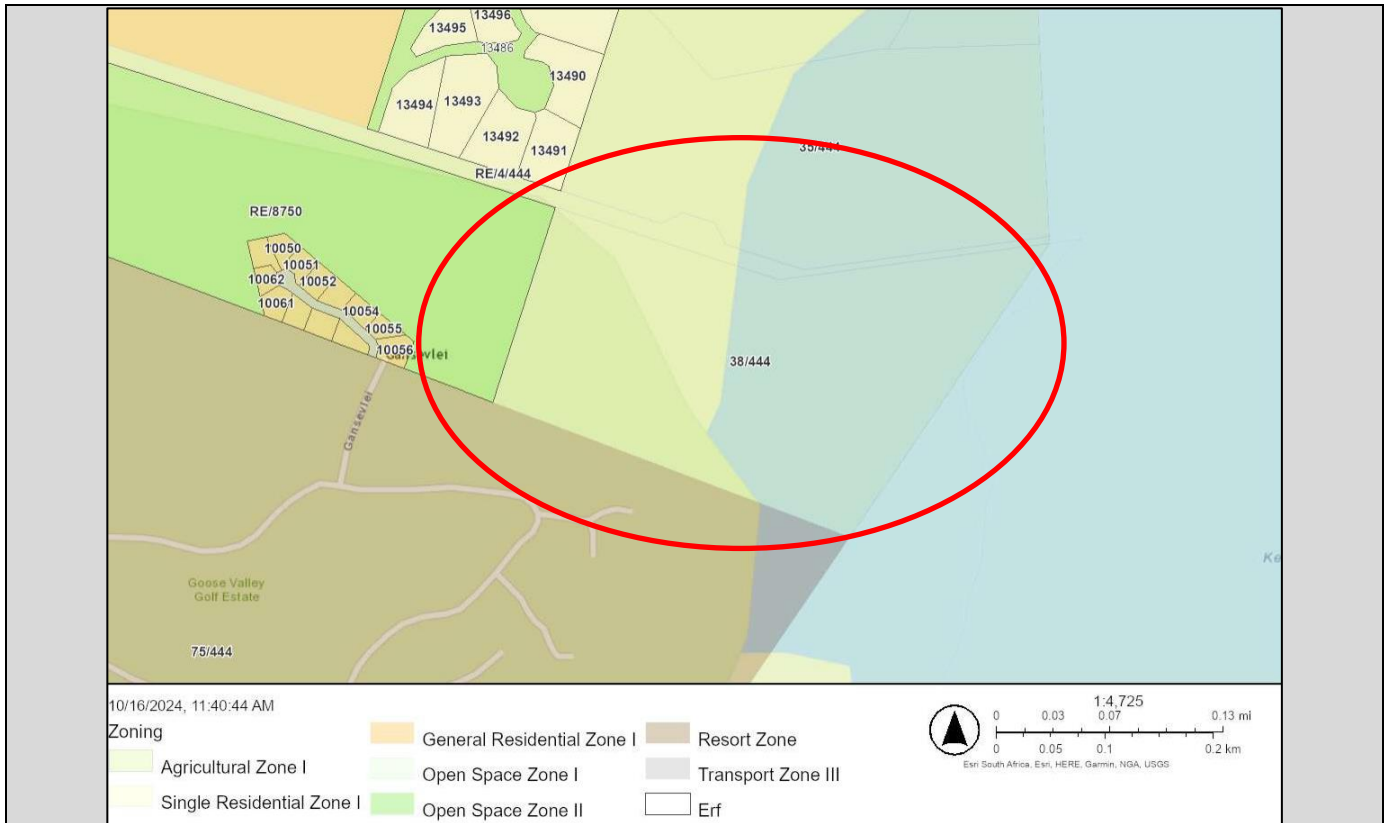 13496
13495
13486
13490
13494
13493
13492
13491
35/444
RE/4/444
RE/8750
10050
10051
10062
10052
10061
10054
10055
10056
Gansevlei
38/444
Gansevlei
Goose Valley
Golf Estate
Ke
75/444
10/16/2024, 11:40:44 AM
Zoning
Agricultural Zone I
Single Residential Zone I
General Residential Zone I
Open Space Zone I
Open Space Zone II
Resort Zone
Transport Zone III
Erf
1:4,725
0 0.03 0.07 0.13 mi
0 0.05 0.1 0.2 km
Esri South Africa, Esri, HERE, Garmin, NGA, USGS